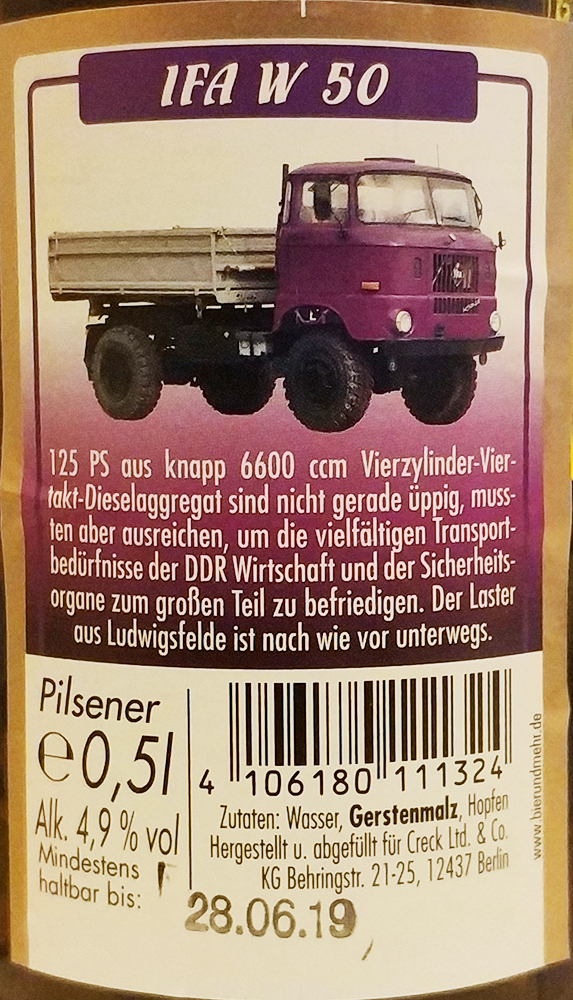 IFA W 50
125 PS aus knapp 6600 ccm Vierzylinder-Vier-
takt-Dieselaggregat sind nicht gerade üppig, muss-
ten aber ausreichen, um die vielfältigen Transport-
bedürfnisse der DDR Wirtschaft und der Sicherheits-
organe zum großen Teil zu befriedigen. Der Laster
aus Ludwigsfelde ist nach wie vor unterwegs.
Pilsener
e 0,5l
Alk. 4,9 % vol
Mindestens
haltbar bis:
28.06.19
4 106180 111324
Zutaten: Wasser, Gerstenmalz, Hopfen
Hergestellt u. abgefüllt für Creck Ltd. & Co.
KG Behringstr. 21-25, 12437 Berlin
www.bierundmehr.de